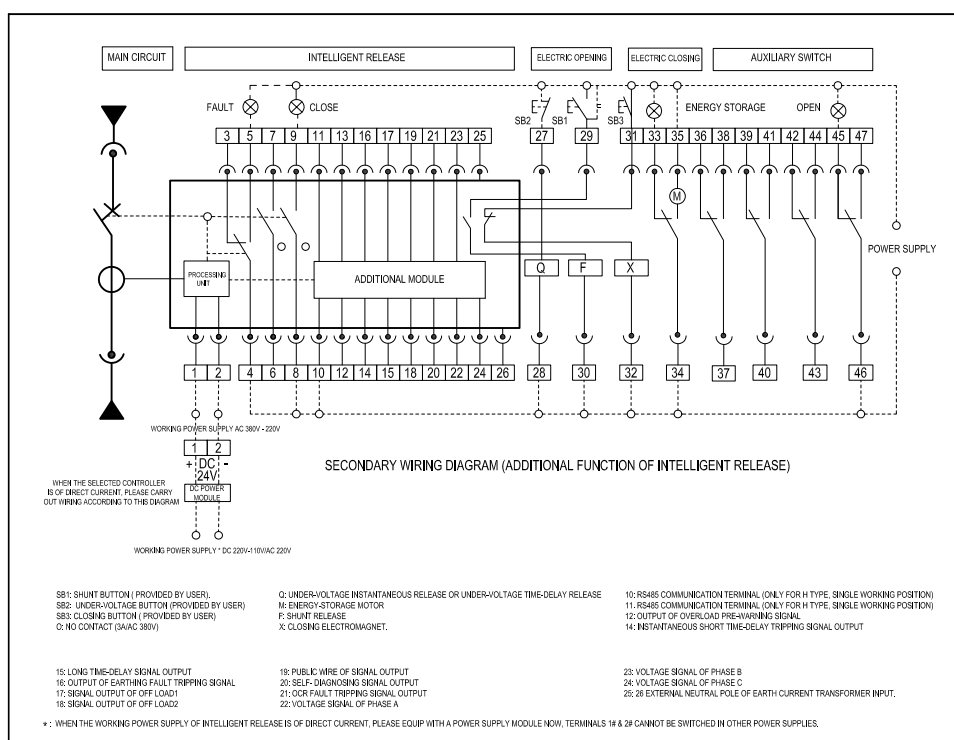 MAIN CIRCUIT
INTELLIGENT RELEASE
ELECTRIC OPENING
ELECTRIC CLOSING
AUXILIARY SWITCH
FAULT
CLOSE
SB2
SB1
SB3
ENERGY STORAGE
OPEN
3 5 7 9 11 13 16 17 19 21 23 25 27 29 31 33 35 36 38 39 41 42 44 45 47
M
POWER SUPPLY
PROCESSING
UNIT
ADDITIONAL MODULE
Q F X
1 2 4 6 8 10 12 14 15 18 20 22 24 26 28 30 32 34 37 40 43 46
WORKING POWER SUPPLY AC 380V - 220V
1 2
+ DC -
24V
DC POWER
MODULE
WHEN THE SELECTED CONTROLLER
IS OF DIRECT CURRENT, PLEASE CARRY
OUT WIRING ACCORDING TO THIS DIAGRAM
SECONDARY WIRING DIAGRAM (ADDITIONAL FUNCTION OF INTELLIGENT RELEASE)
WORKING POWER SUPPLY * DC 220V-110V/AC 220V
SB1: SHUNT BUTTON ( PROVIDED BY USER).
SB2: UNDER-VOLTAGE BUTTON (PROVIDED BY USER)
SB3: CLOSING BUTTON ( PROVIDED BY USER)
O: NO CONTACT (3A/AC 380V)
Q: UNDER-VOLTAGE INSTANTANEOUS RELEASE OR UNDER-VOLTAGE TIME-DELAY RELEASE
M: ENERGY-STORAGE MOTOR
F: SHUNT RELEASE
X: CLOSING ELECTROMAGNET.
10: RS485 COMMUNICATION TERMINAL (ONLY FOR H TYPE, SINGLE WORKING POSITION)
11. RS485 COMMUNICATION TERMINAL (ONLY FOR H TYPE, SINGLE WORKING POSITION)
12: OUTPUT OF OVERLOAD PRE-WARNING SIGNAL
14: INSTANTANEOUS SHORT TIME-DELAY TRIPPING SIGNAL OUTPUT
15: LONG TIME-DELAY SIGNAL OUTPUT
16: OUTPUT OF EARTHING FAULT TRIPPING SIGNAL
17: SIGNAL OUTPUT OF OFF LOAD1
18: SIGNAL OUTPUT OF OFF LOAD2
19: PUBLIC WIRE OF SIGNAL OUTPUT
20: SELF- DIAGNOSING SIGNAL OUTPUT
21: OCR FAULT TRIPPING SIGNAL OUTPUT
22: VOLTAGE SIGNAL OF PHASE A
23: VOLTAGE SIGNAL OF PHASE B
24: VOLTAGE SIGNAL OF PHASE C
25: 26 EXTERNAL NEUTRAL POLE OF EARTH CURRENT TRANSFORMER INPUT.
* : WHEN THE WORKING POWER SUPPLY OF INTELLIGENT RELEASE IS OF DIRECT CURRENT, PLEASE EQUIP WITH A POWER SUPPLY MODULE NOW, TERMINALS 1# & 2# CANNOT BE SWITCHED IN OTHER POWER SUPPLIES.